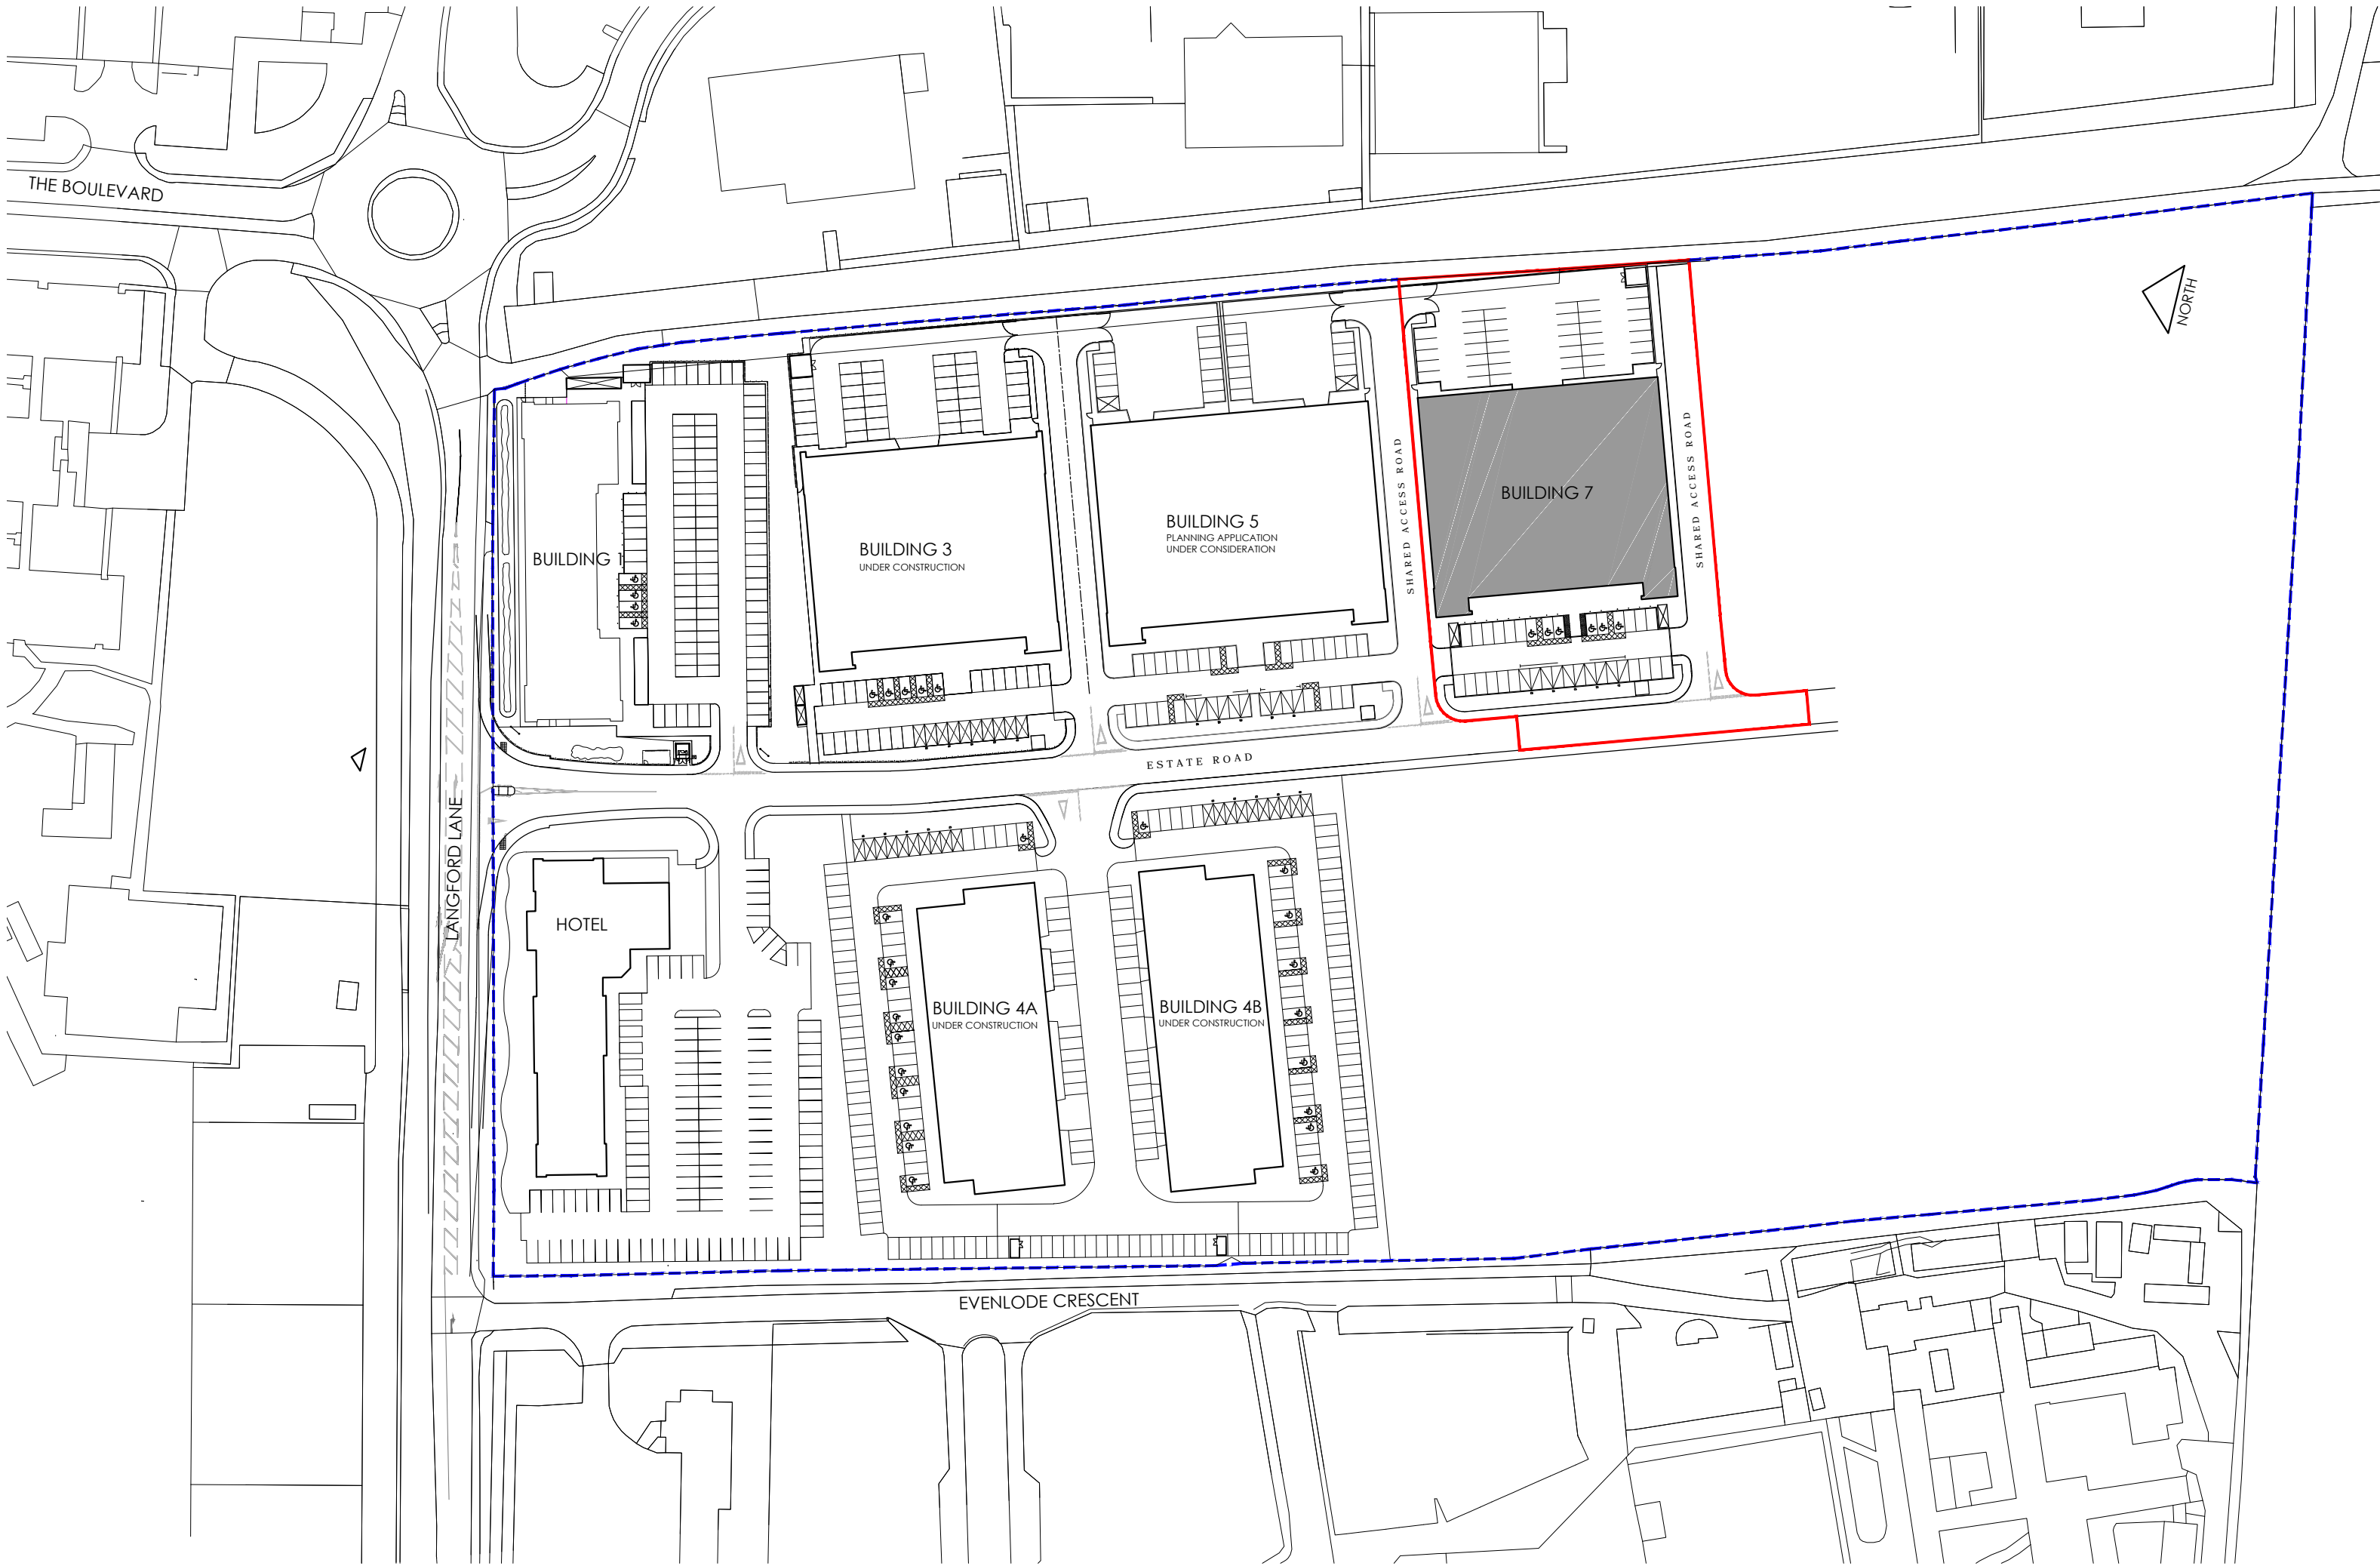 THE BOULEVARD
NORTH
SHARED ACCESS ROAD
SHARED ACCESS ROAD
BUILDING 7
BUILDING 5
PLANNING APPLICATION
UNDER CONSIDERATION
BUILDING 3
UNDER CONSTRUCTION
BUILDING 1
ESTATE ROAD
LANGFORD LANE
HOTEL
BUILDING 4A
UNDER CONSTRUCTION
BUILDING 4B
UNDER CONSTRUCTION
EVENLODE CRESCENT